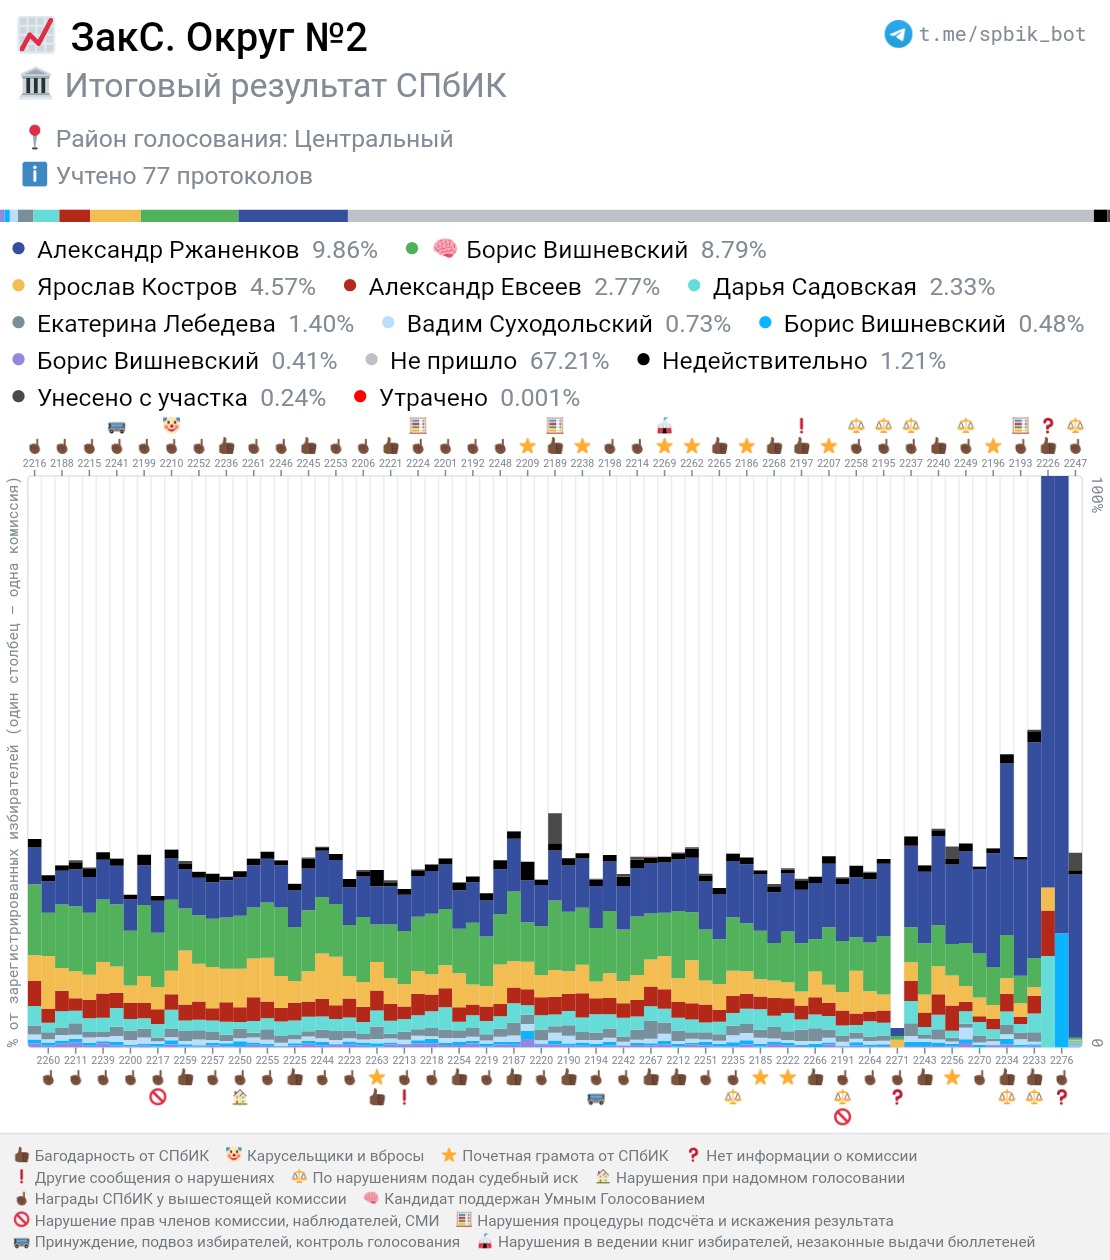 ЗакС. Округ №2
t.me/spbik_bot
Итоговый результат СПбИК
Район голосования: Центральный
Учтено 77 протоколов
Александр Ржаненков 9.86% Борис Вишневский 8.79%
Ярослав Костров 4.57% Александр Евсеев 2.77% Дарья Садовская 2.33%
Екатерина Лебедева 1.40% Вадим Суходольский 0.73% Борис Вишневский 0.48%
Борис Вишневский 0.41% Не пришло 67.21% Недействительно 1.21%
Унесено с участка 0.24% Утрачено 0.001%
2216 2188 2215 2241 2199 2210 2252 2236 2261 2246 2245 2253 2206 2221 2224 2201 2192 2248 2209 2189 2238 2198 2214 2269 2262 2265 2186 2268 2197 2207 2258 2195 2237 2240 2249 2196 2193 2226 2247
% от зарегистрированных избирателей (один столбец – одна комиссия)
100%
0
2260 2211 2239 2200 2217 2259 2257 2250 2255 2225 2244 2223 2263 2213 2218 2254 2219 2187 2220 2190 2194 2242 2267 2212 2251 2235 2185 2222 2266 2191 2264 2271 2243 2256 2270 2234 2233 2276
Багодарность от СПбИК Карусельщики и вбросы Почетная грамота от СПбИК Нет информации о комиссии
Другие сообщения о нарушениях По нарушениям подан судебный иск Нарушения при надомном голосовании
Награды СПбИК у вышестоящей комиссии Кандидат поддержан Умным Голосованием
Нарушение прав членов комиссии, наблюдателей, СМИ Нарушения процедуры подсчёта и искажения результата
Принуждение, подвоз избирателей, контроль голосования Нарушения в ведении книг избирателей, незаконные выдачи бюллетеней